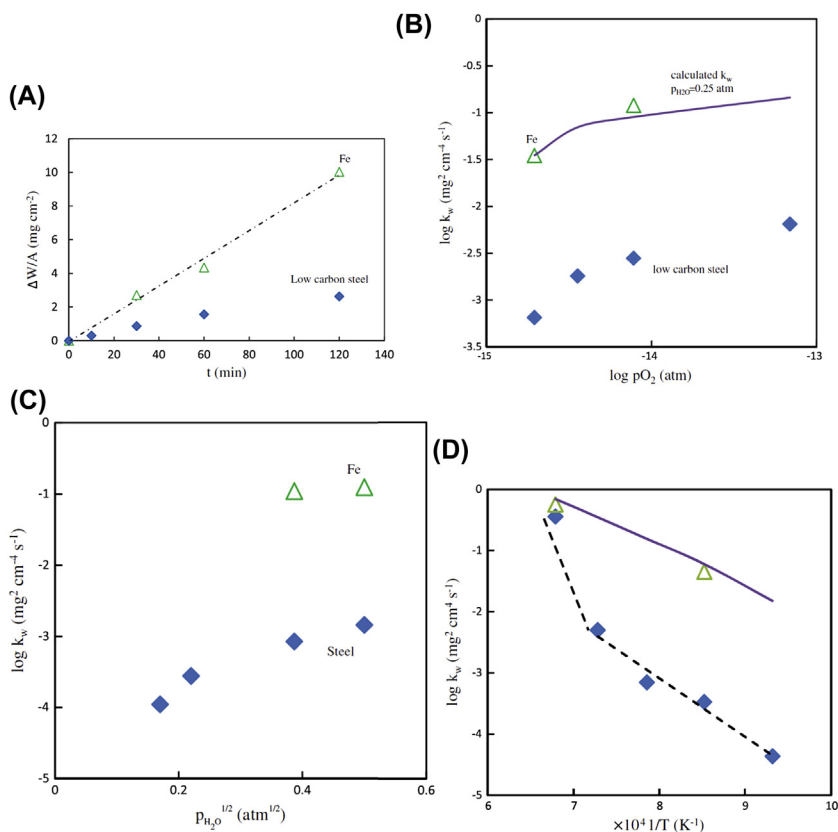 (A)
12
10
8
6
4
2
0
0 20 40 60 80 100 120 140
ΔW/A (mg cm⁻²)
t (min)
Fe
Low carbon steel
(B)
0
-0.5
-1
-1.5
-2
-2.5
-3
-3.5
-15 -14 -13
log k_w (mg² cm⁻⁴ s⁻¹)
log pO₂ (atm)
calculated k_w
p_H2O=0.25 atm
Fe
low carbon steel
(C)
0
-1
-2
-3
-4
-5
0 0.2 0.4 0.6
log k_w (mg² cm⁻⁴ s⁻¹)
p_H₂O^1/2 (atm^1/2)
Fe
Steel
(D)
0
-1
-2
-3
-4
-5
6 7 8 9 10
log k_w (mg² cm⁴ s⁻¹)
×10⁴ 1/T (K⁻¹)